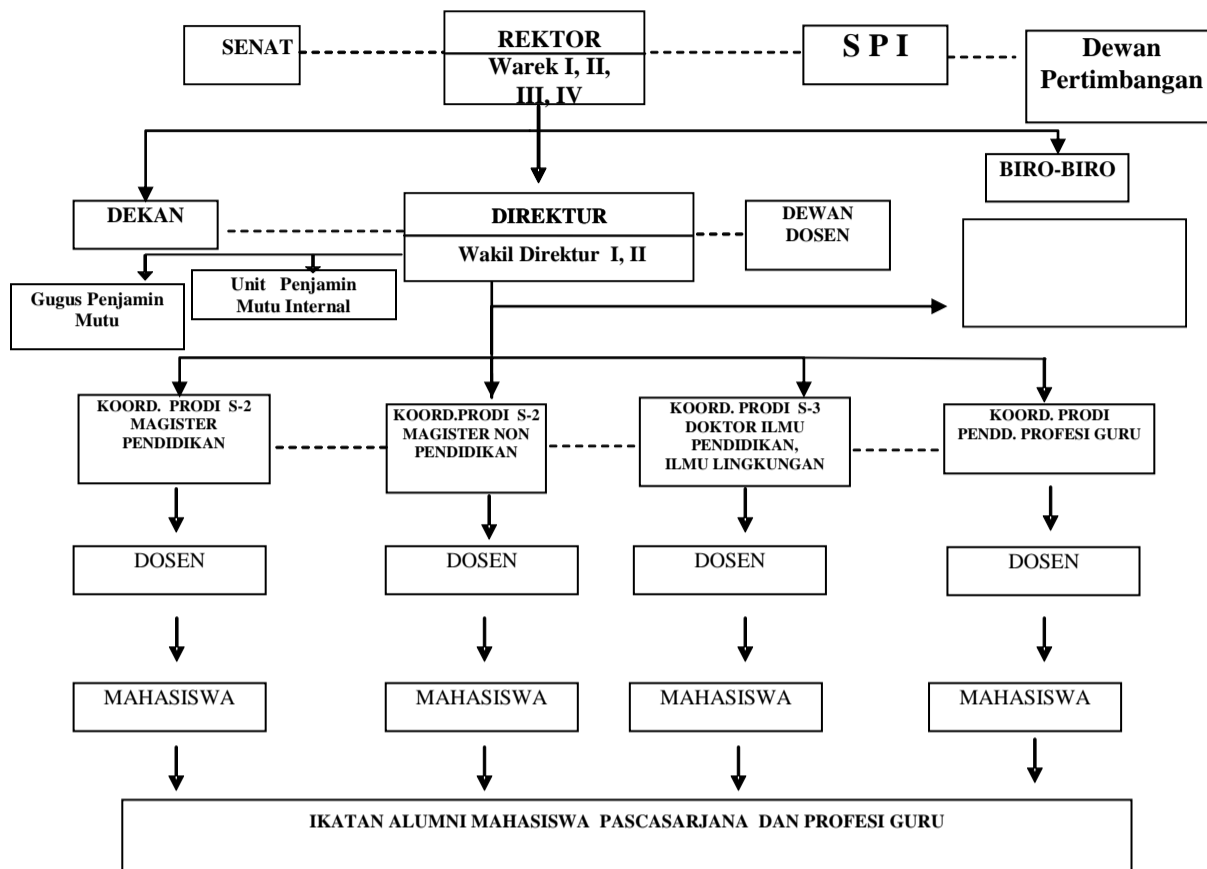 SENAT
REKTOR
Warek I, II,
III, IV
S P I
Dewan
Pertimbangan
BIRO-BIRO
DEKAN
DIREKTUR
Wakil Direktur I, II
DEWAN
DOSEN
Gugus Penjamin
Mutu
Unit Penjamin
Mutu Internal
KOORD. PRODI S-2
MAGISTER
PENDIDIKAN
KOORD.PRODI S-2
MAGISTER NON
PENDIDIKAN
KOORD. PRODI S-3
DOKTOR ILMU
PENDIDIKAN,
ILMU LINGKUNGAN
KOORD. PRODI
PENDD. PROFESI GURU
DOSEN
DOSEN
DOSEN
DOSEN
MAHASISWA
MAHASISWA
MAHASISWA
MAHASISWA
IKATAN ALUMNI MAHASISWA PASCASARJANA DAN PROFESI GURU